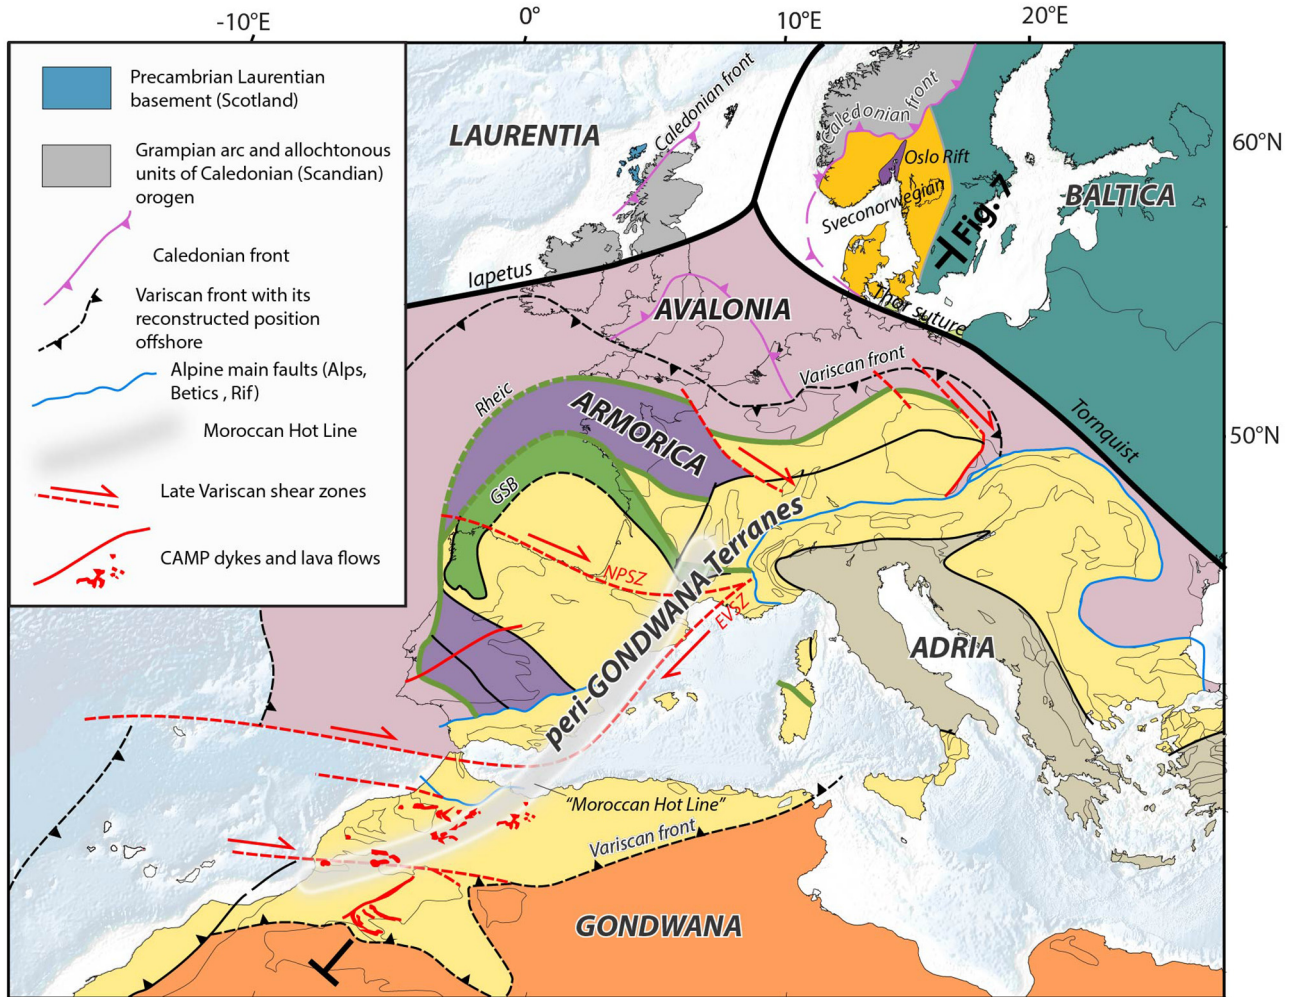 -10°E
0°
10°E
20°E
60°N
50°N
Precambrian Laurentian
basement (Scotland)
Grampian arc and allochtonous
units of Caledonian (Scandian)
orogen
Caledonian front
Variscan front with its
reconstructed position
offshore
Alpine main faults (Alps,
Betics , Rif)
Moroccan Hot Line
Late Variscan shear zones
CAMP dykes and lava flows
LAURENTIA
Caledonian front
Caledonian front
Oslo Rift
Sveconorwegian
Fig. 7
BALTICA
Iapetus
AVALONIA
Thor suture
Variscan front
Rheic
ARMORICA
Tornquist
GSB
NPSZ
EVSZ
peri-GONDWANA Terranes
ADRIA
"Moroccan Hot Line"
Variscan front
GONDWANA